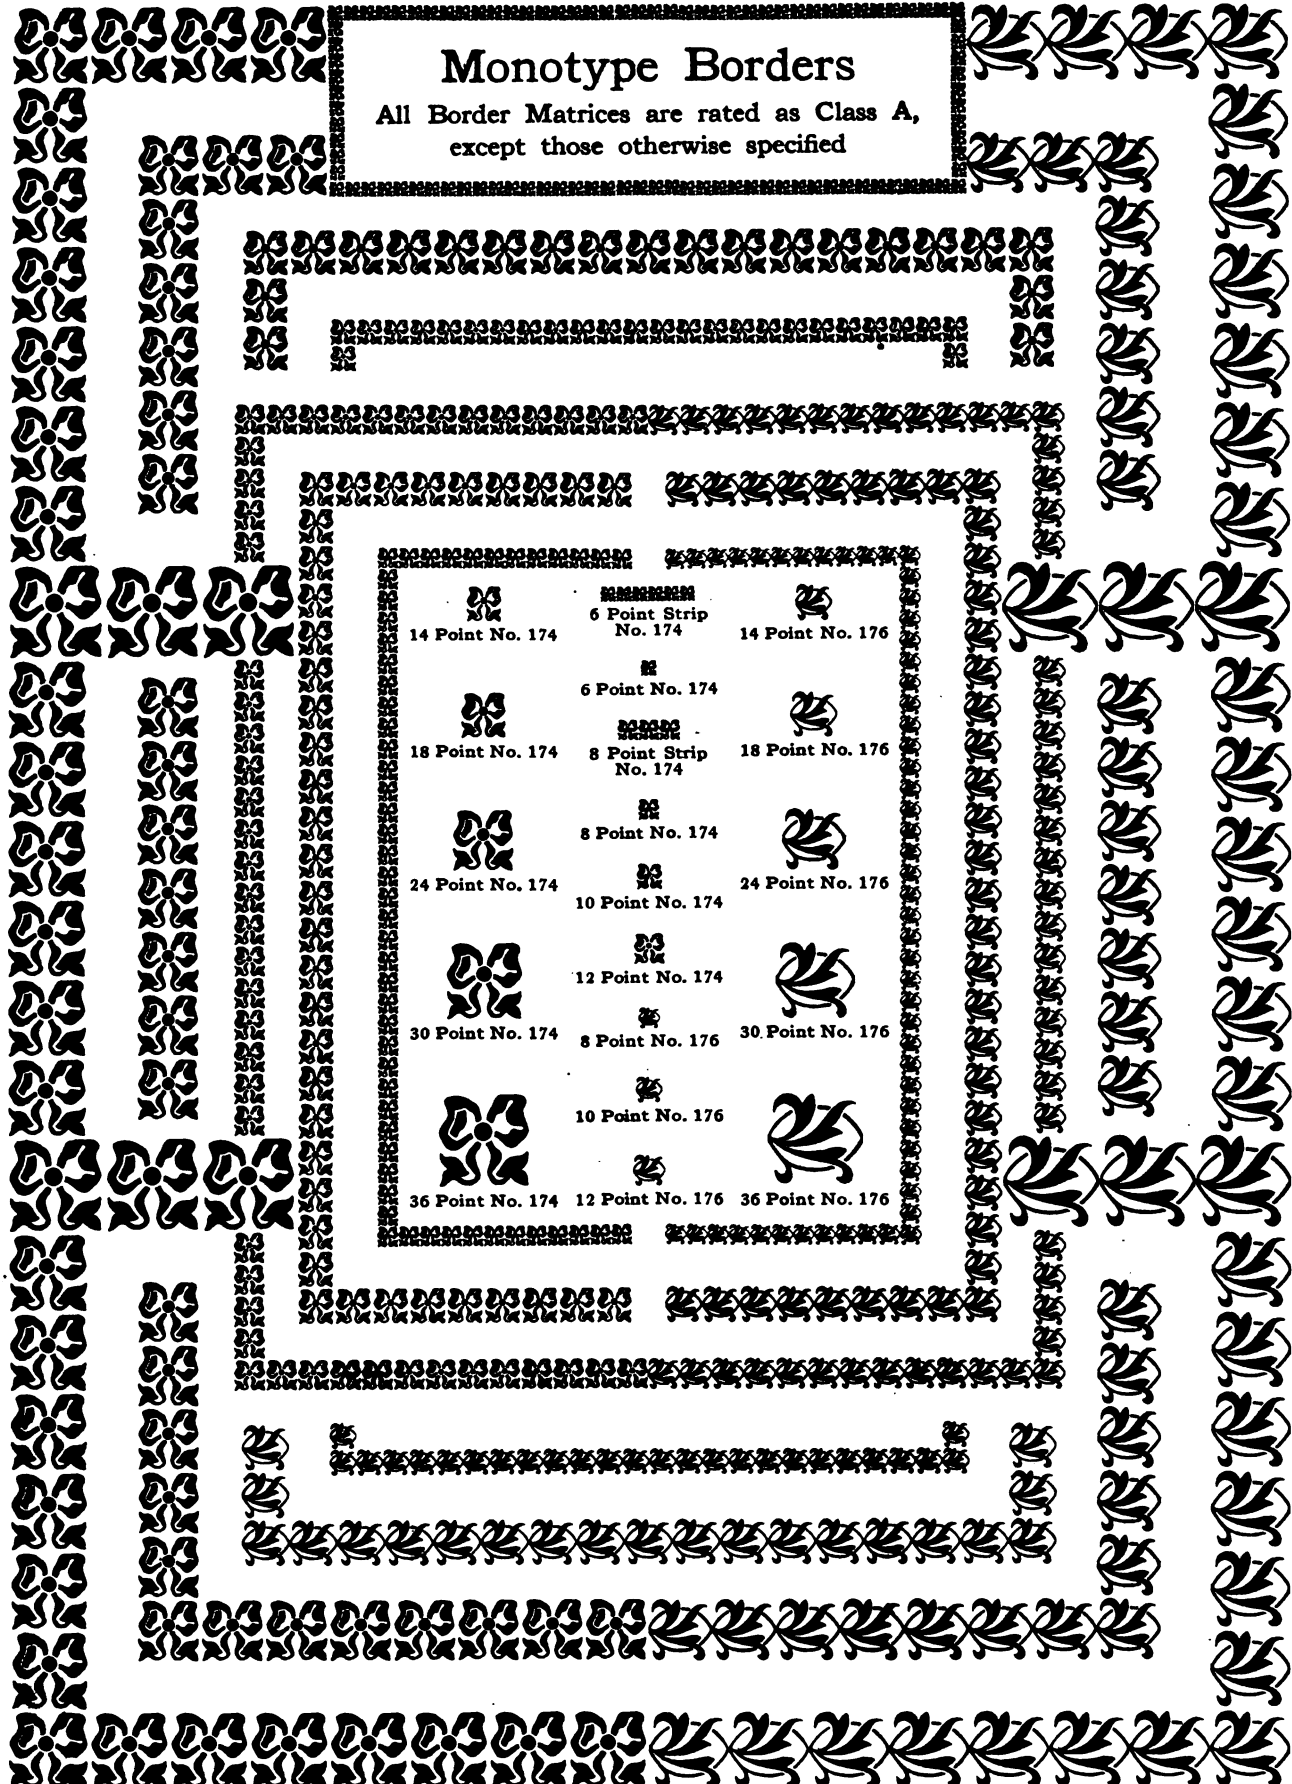 Monotype Borders
All Border Matrices are rated as Class A,
except those otherwise specified
14 Point No. 174
6 Point Strip
No. 174
14 Point No. 176
6 Point No. 174
18 Point No. 174
8 Point Strip
No. 174
18 Point No. 176
8 Point No. 174
24 Point No. 174
24 Point No. 176
10 Point No. 174
12 Point No. 174
30 Point No. 174
8 Point No. 176
30 Point No. 176
10 Point No. 176
36 Point No. 174
12 Point No. 176
36 Point No. 176